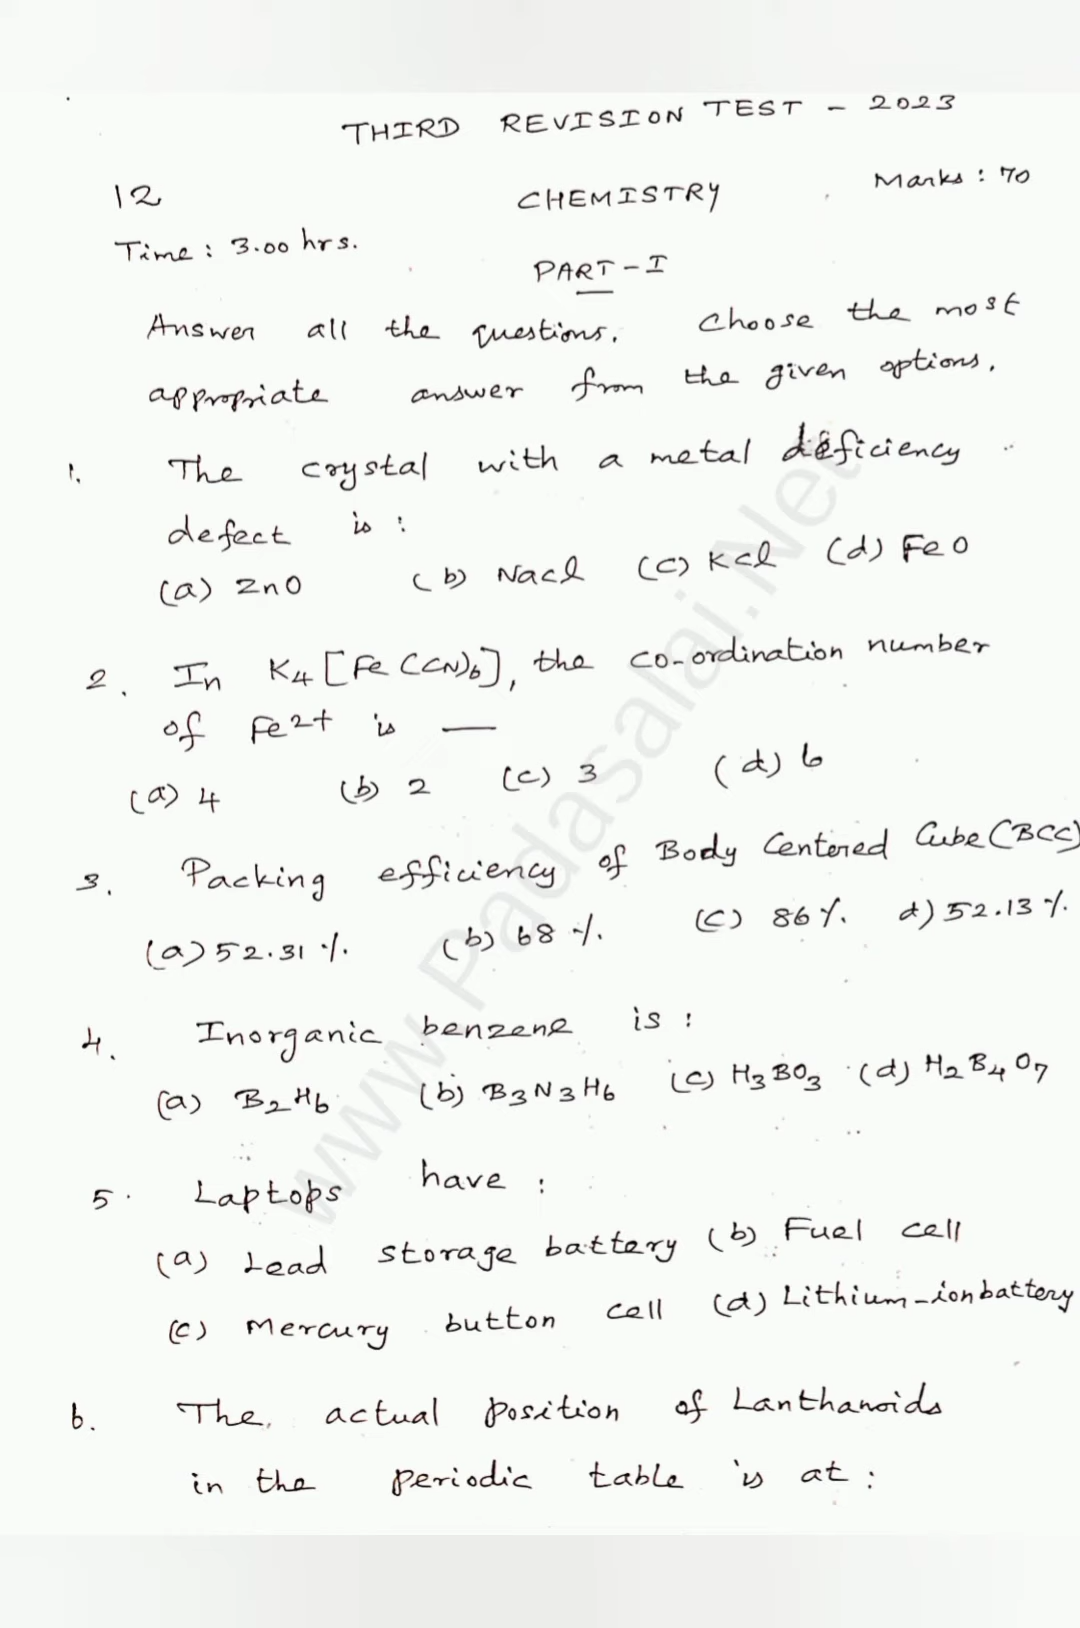 THIRD REVISION TEST - 2023
12 CHEMISTRY Marks : 70
Time : 3.00 hrs.
PART - I
Answer all the questions. Choose the most
appropriate answer from the given options.
1. The crystal with a metal deficiency
defect is :
(a) ZnO (b) Nacl (c) Kcl (d) FeO
2. In K4 [Fe (CN)6], the co-ordination number
of Fe2+ is —
(a) 4 (b) 2 (c) 3 (d) 6
3. Packing efficiency of Body Centered Cube (BCC)
(a) 52.31 %. (b) 68 %. (c) 86 %. d) 52.13 %.
4. Inorganic benzene is :
(a) B2H6 (b) B3N3H6 (c) H3BO3 (d) H2B4O7
5. Laptops have :
(a) Lead storage battery (b) Fuel cell
(c) Mercury button cell (d) Lithium-ion battery
6. The actual position of Lanthanoids
in the periodic table is at :
www.Padasalai.Net